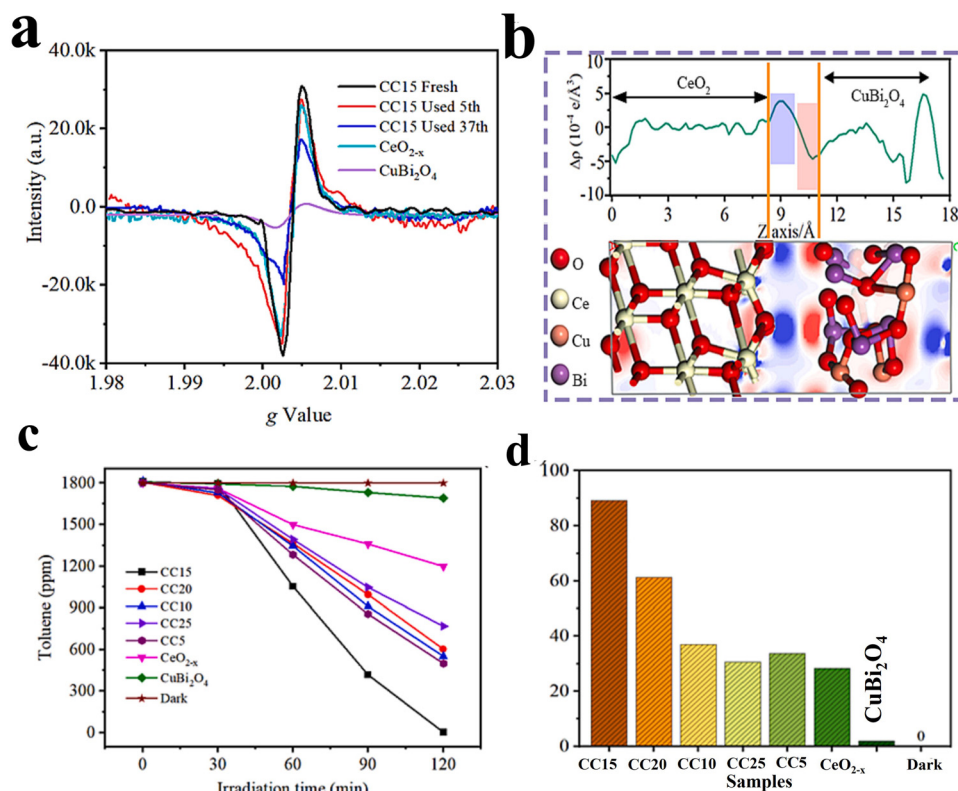 a
40.0k
20.0k
0.0
-20.0k
-40.0k
Intensity (a.u.)
CC15 Fresh
CC15 Used 5th
CC15 Used 37th
CeO₂₋ₓ
CuBi₂O₄
1.98 1.99 2.00 2.01 2.02 2.03
g Value
b
10
5
0
-5
-10
Δρ [10⁻⁴ e/Å³]
CeO₂
CuBi₂O₄
0 3 6 9 12 15 18
Z axis/Å
O
Ce
Cu
Bi
c
1800
1500
1200
900
600
300
0
Toluene (ppm)
CC15
CC20
CC10
CC25
CC5
CeO₂₋ₓ
CuBi₂O₄
Dark
0 30 60 90 120
Irradiation time (min)
d
100
80
60
40
20
0
CuBi₂O₄
0
CC15 CC20 CC10 CC25 CC5 CeO₂₋ₓ Dark
Samples